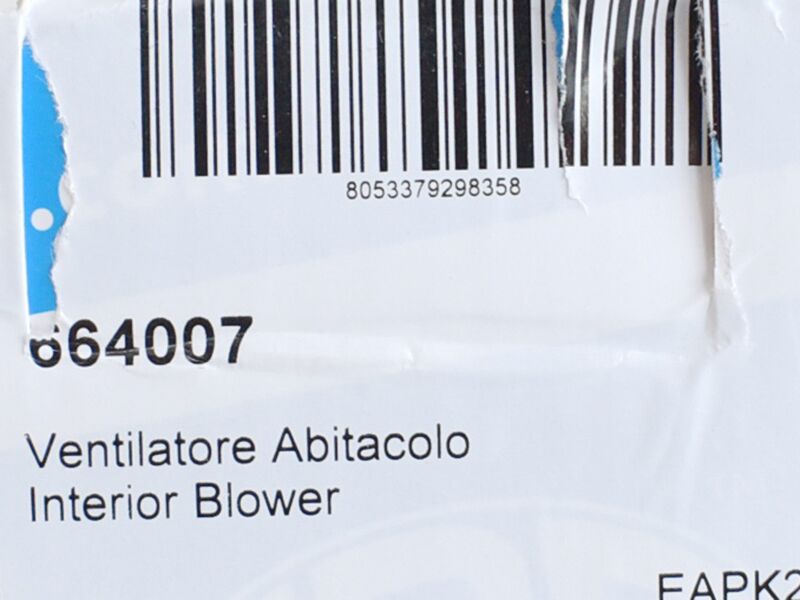 8053379298358
664007
Ventilatore Abitacolo
Interior Blower